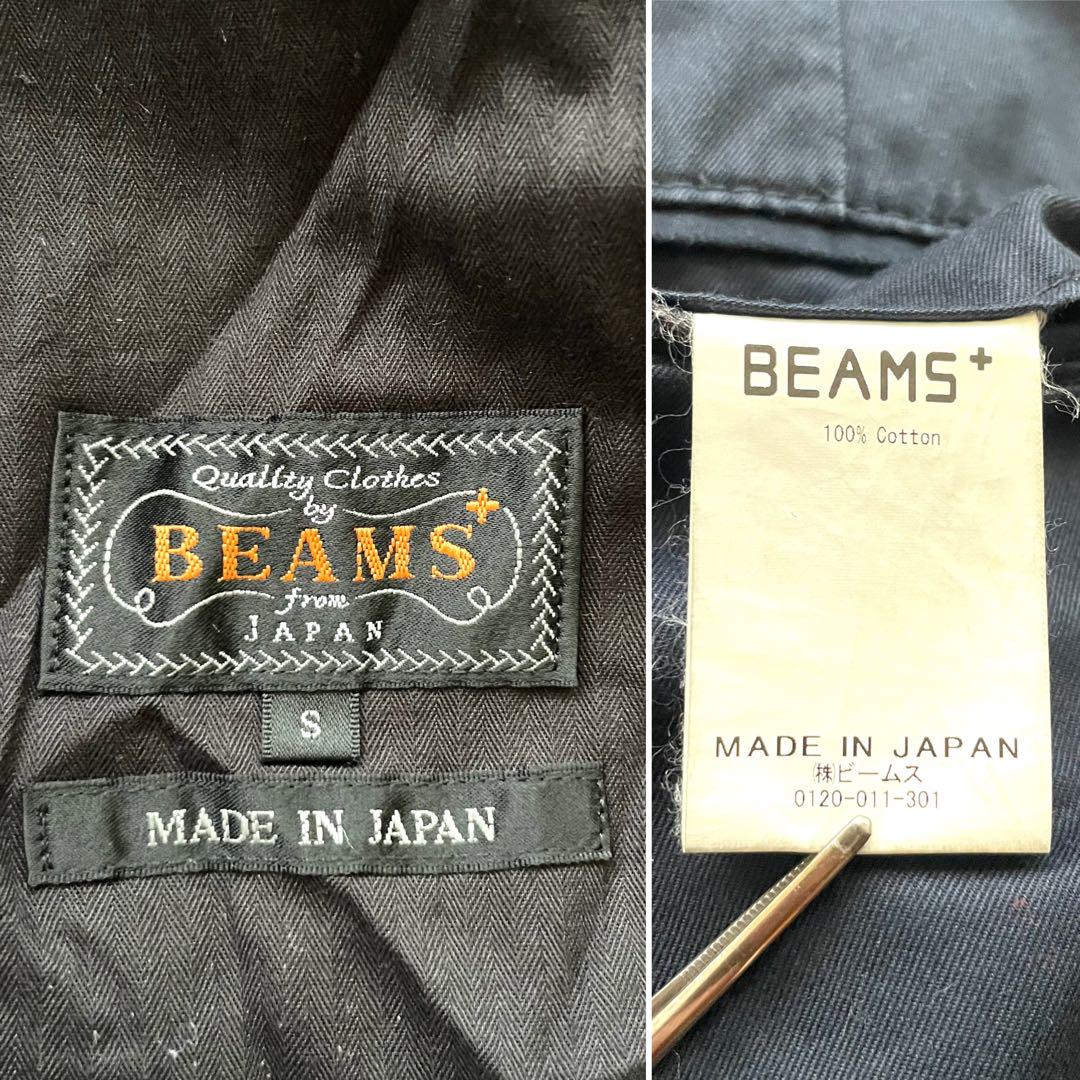 Quality Clothes
by
BEAMS+
from
JAPAN
S
MADE IN JAPAN
BEAMS+
100% Cotton
MADE IN JAPAN
㈱ビームス
0120-011-301